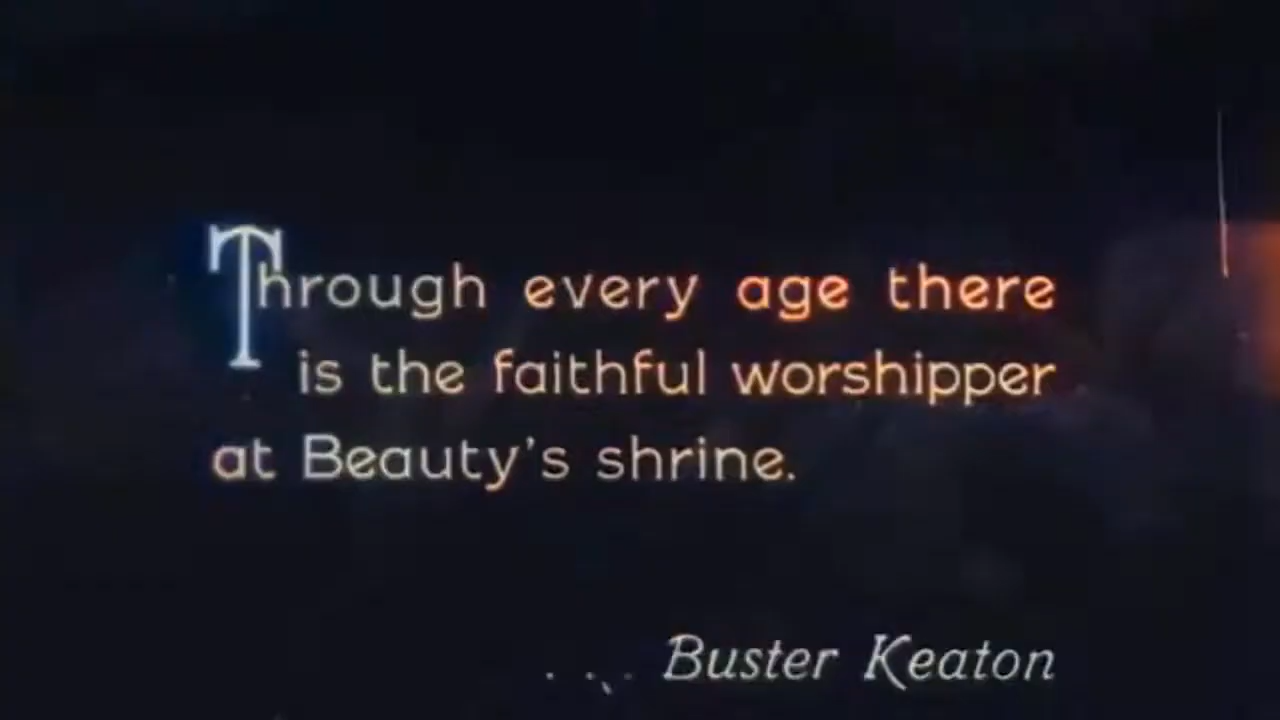 Through every age there
is the faithful worshipper
at Beauty's shrine.
. . . Buster Keaton